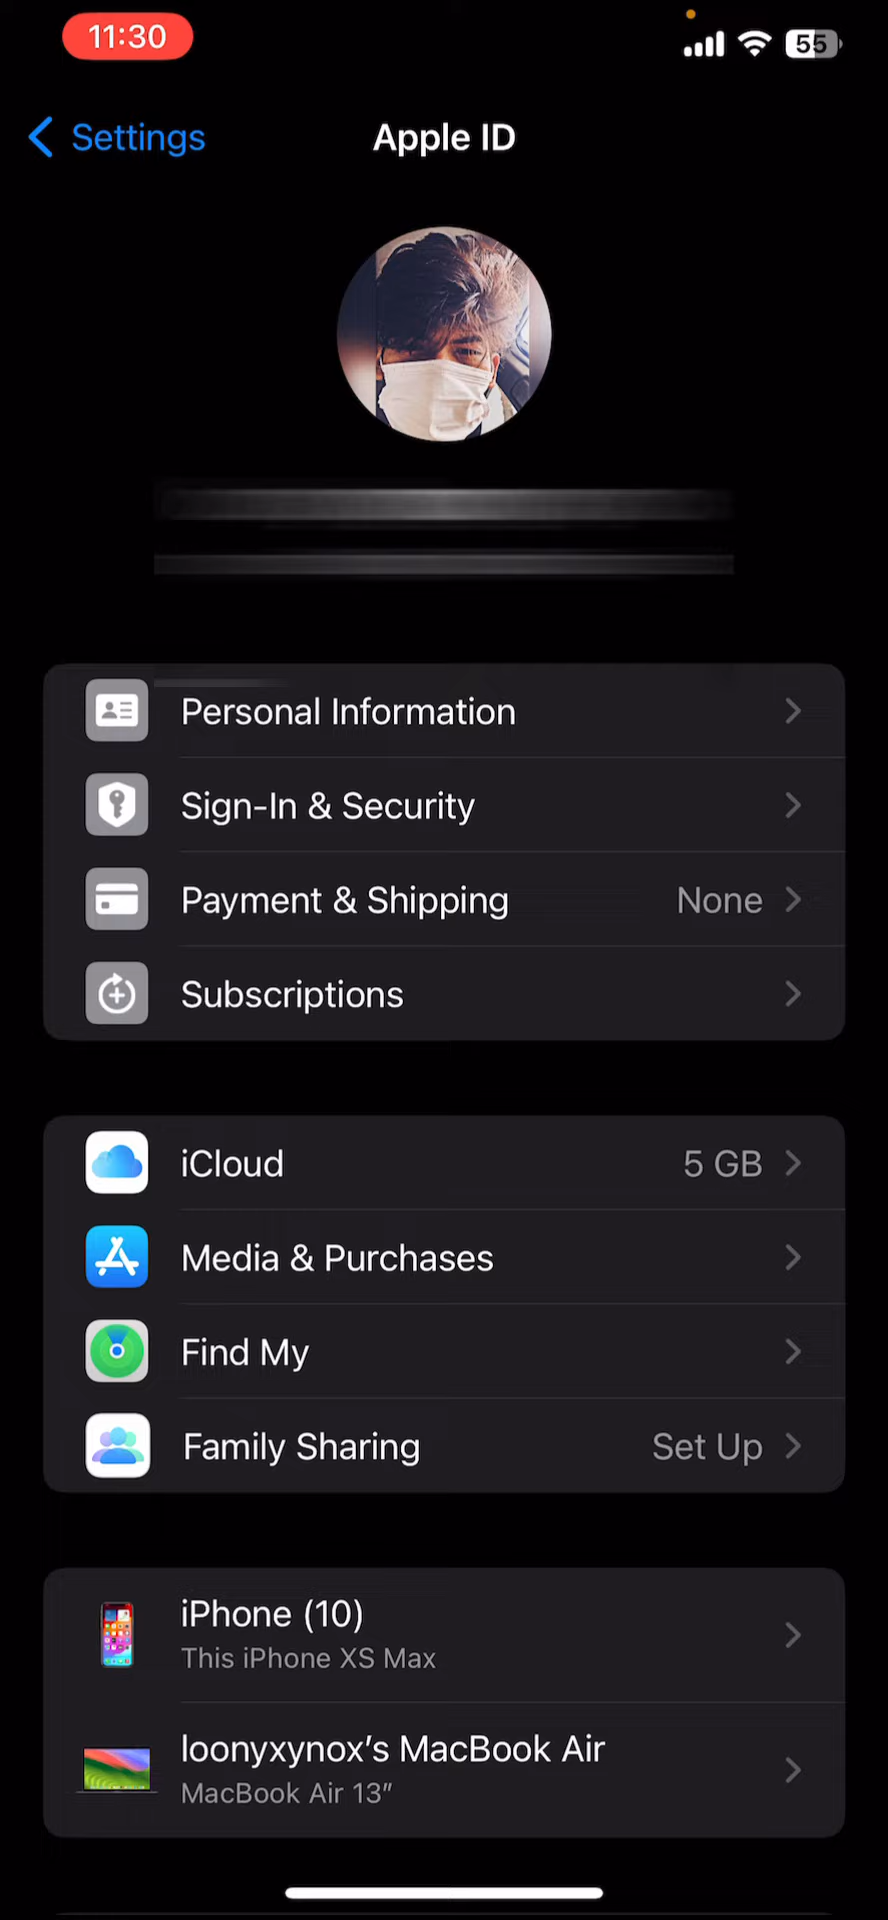 11:30
55
Settings
Apple ID
Personal Information
Sign-In & Security
Payment & Shipping None
Subscriptions
iCloud 5 GB
Media & Purchases
Find My
Family Sharing Set Up
iPhone (10)
This iPhone XS Max
loonyxynox’s MacBook Air
MacBook Air 13”